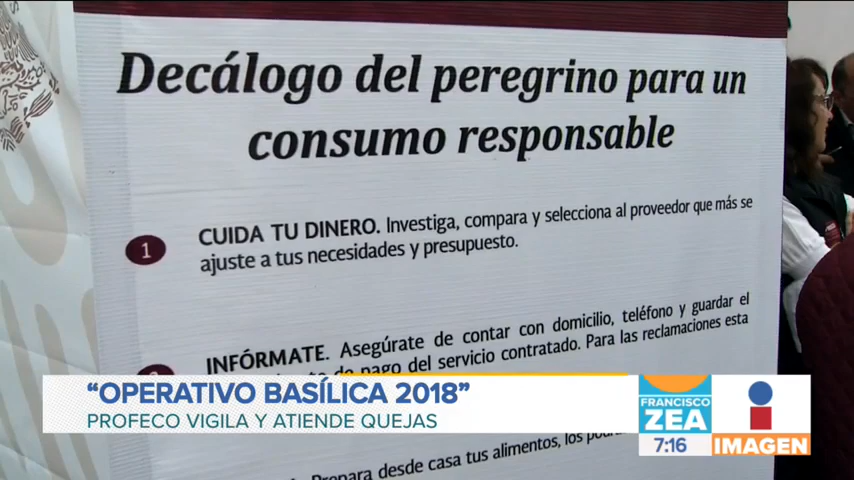 Decálogo del peregrino para un
consumo responsable
1 CUIDA TU DINERO. Investiga, compara y selecciona al proveedor que más se
ajuste a tus necesidades y presupuesto.
INFÓRMATE. Asegúrate de contar con domicilio, teléfono y guardar el
de pago del servicio contratado. Para las reclamaciones esta
“OPERATIVO BASÍLICA 2018”
PROFECO VIGILA Y ATIENDE QUEJAS
FRANCISCO
ZEA
7:16
IMAGEN
Prepara desde casa tus alimentos, los